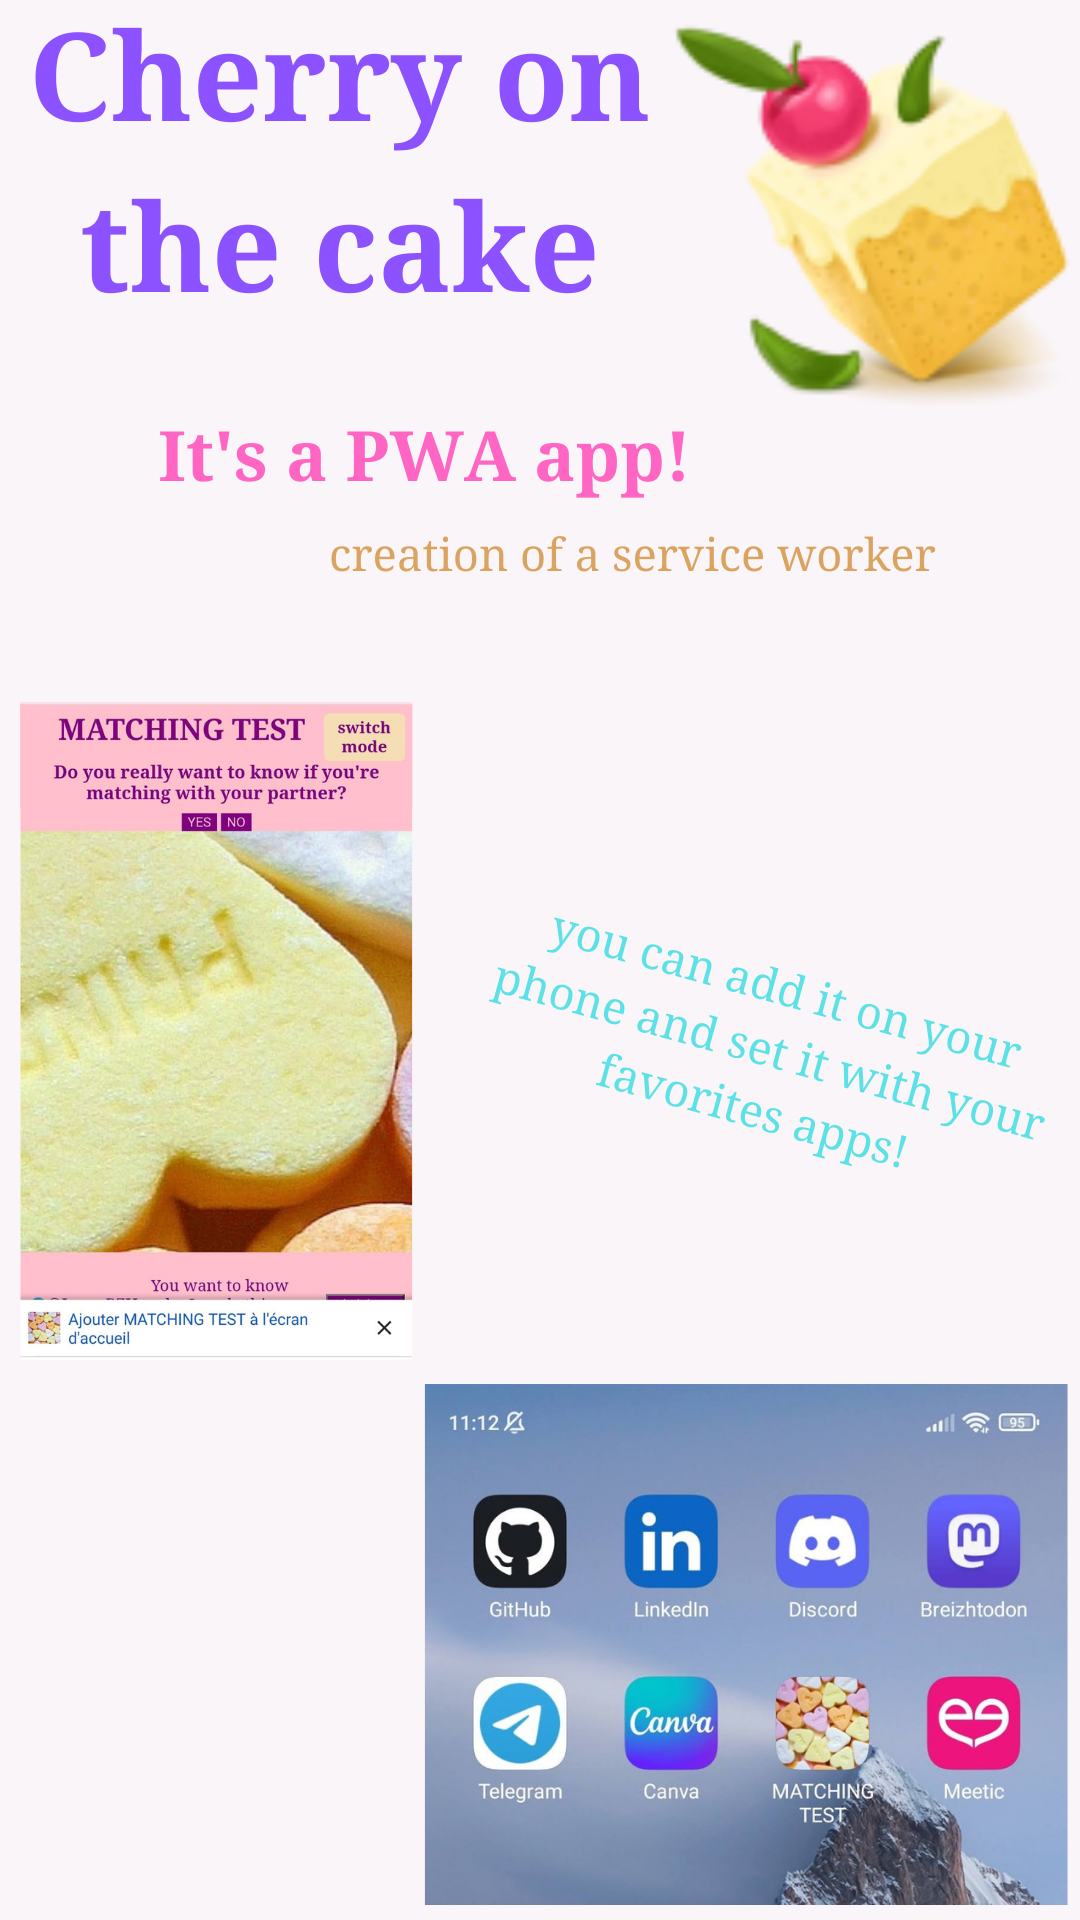 Cherry on
the cake
It's a PWA app!
creation of a service worker
MATCHING TEST
switch
mode
Do you really want to know if you're
matching with your partner?
YES NO
You want to know
Ajouter MATCHING TEST à l'écran
d'accueil
you can add it on your
phone and set it with your
favorites apps!
11:12
95
GitHub
LinkedIn
Discord
Breizhtodon
Canva
Telegram
Canva
MATCHING
TEST
Meetic